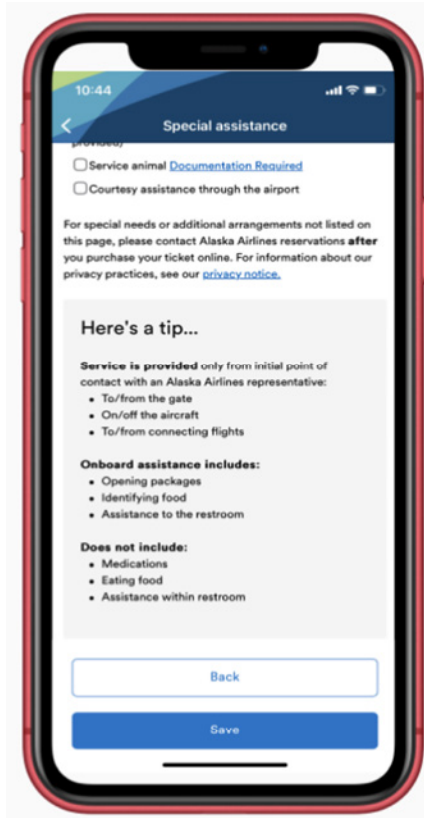 10:44
Special assistance
provided)
Service animal Documentation Required
Courtesy assistance through the airport
For special needs or additional arrangements not listed on
this page, please contact Alaska Airlines reservations after
you purchase your ticket online. For information about our
privacy practices, see our privacy notice.
Here's a tip...
Service is provided only from initial point of
contact with an Alaska Airlines representative:
• To/from the gate
• On/off the aircraft
• To/from connecting flights
Onboard assistance includes:
• Opening packages
• Identifying food
• Assistance to the restroom
Does not include:
• Medications
• Eating food
• Assistance within restroom
Back
Save